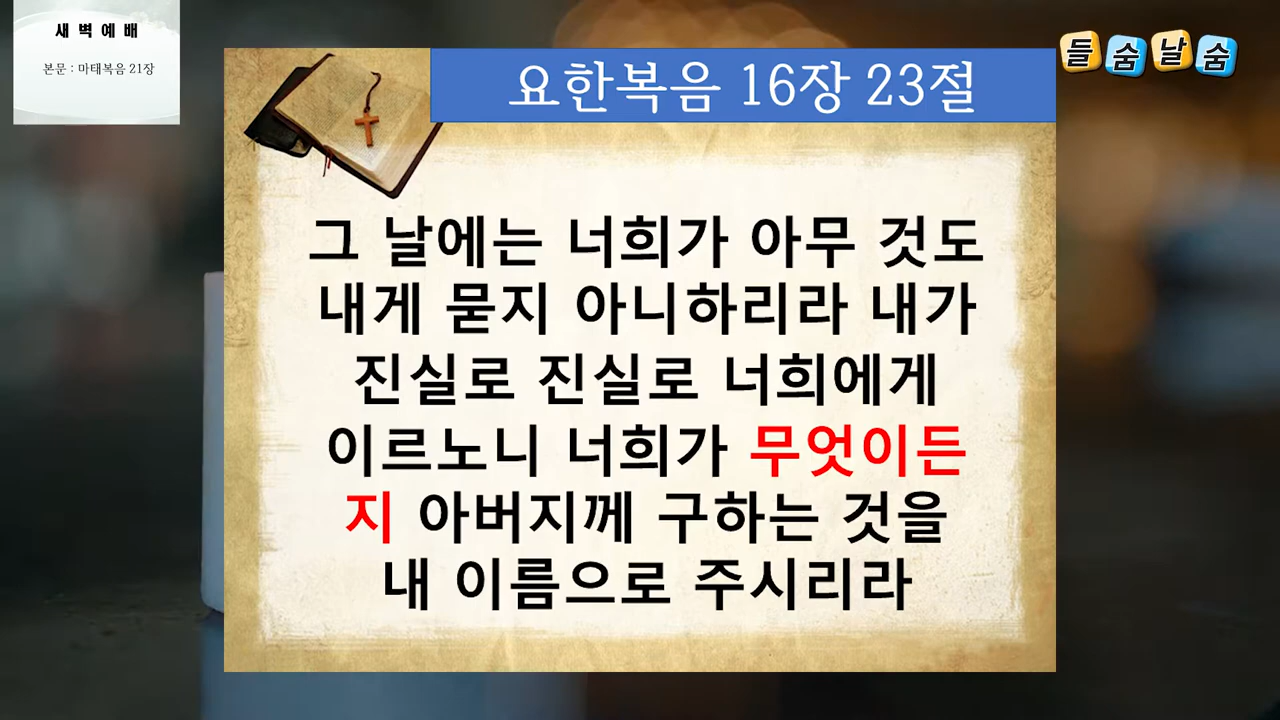 새 벽 예 배
본문 : 마태복음 21장
들숨날숨
요한복음 16장 23절
그 날에는 너희가 아무 것도
내게 묻지 아니하리라 내가
진실로 진실로 너희에게
이르노니 너희가 무엇이든
지 아버지께 구하는 것을
내 이름으로 주시리라